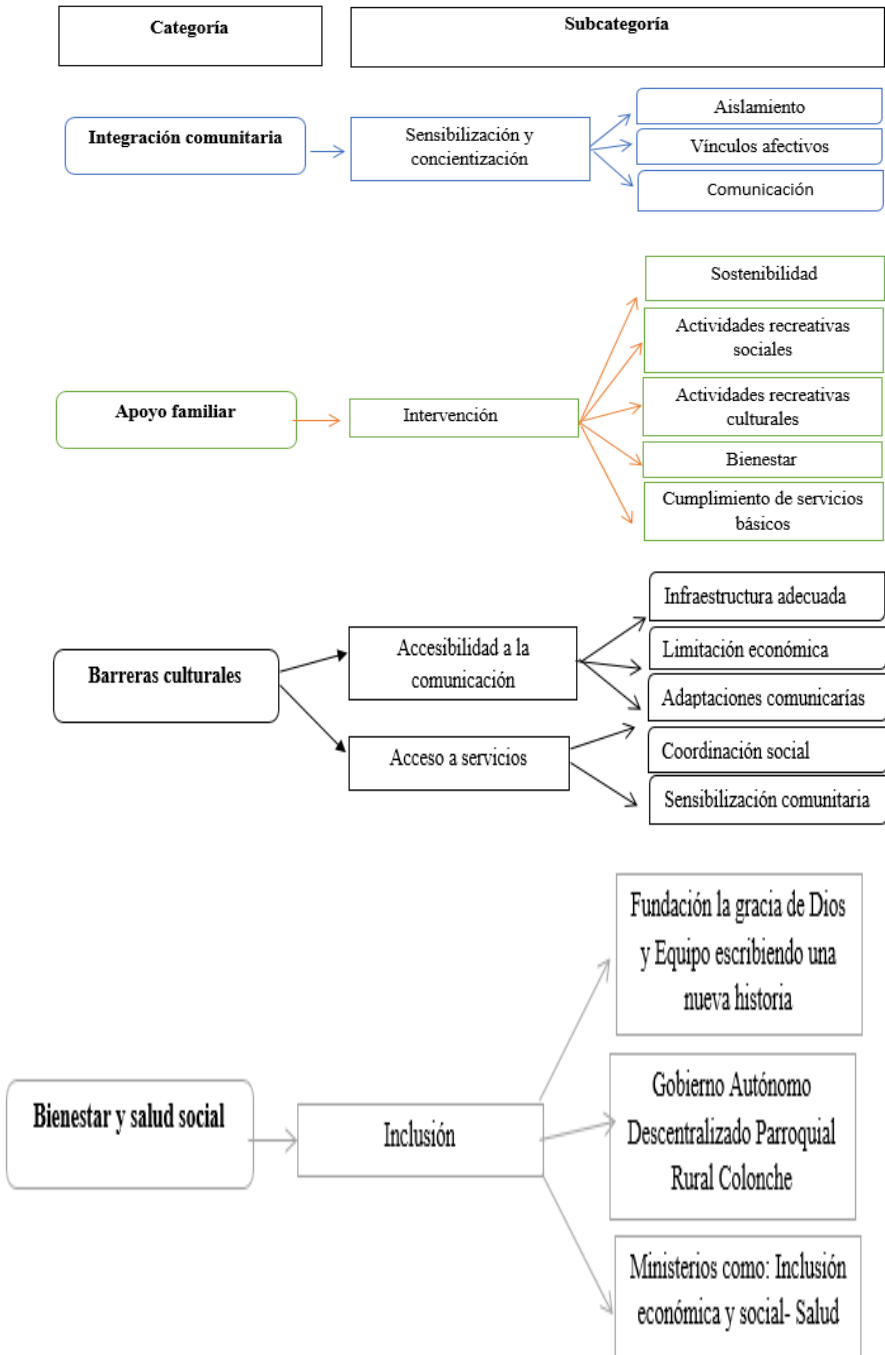 Categoría
Subcategoría
Integración comunitaria
Sensibilización y
concientización
Aislamiento
Vínculos afectivos
Comunicación
Apoyo familiar
Intervención
Sostenibilidad
Actividades recreativas
sociales
Actividades recreativas
culturales
Bienestar
Cumplimiento de servicios
básicos
Barreras culturales
Accesibilidad a la
comunicación
Infraestructura adecuada
Limitación económica
Adaptaciones comunicarías
Acceso a servicios
Coordinación social
Sensibilización comunitaria
Bienestar y salud social
Inclusión
Fundación la gracia de Dios
y Equipo escribiendo una
nueva historia
Gobierno Autónomo
Descentralizado Parroquial
Rural Colonche
Ministerios como: Inclusión
económica y social- Salud